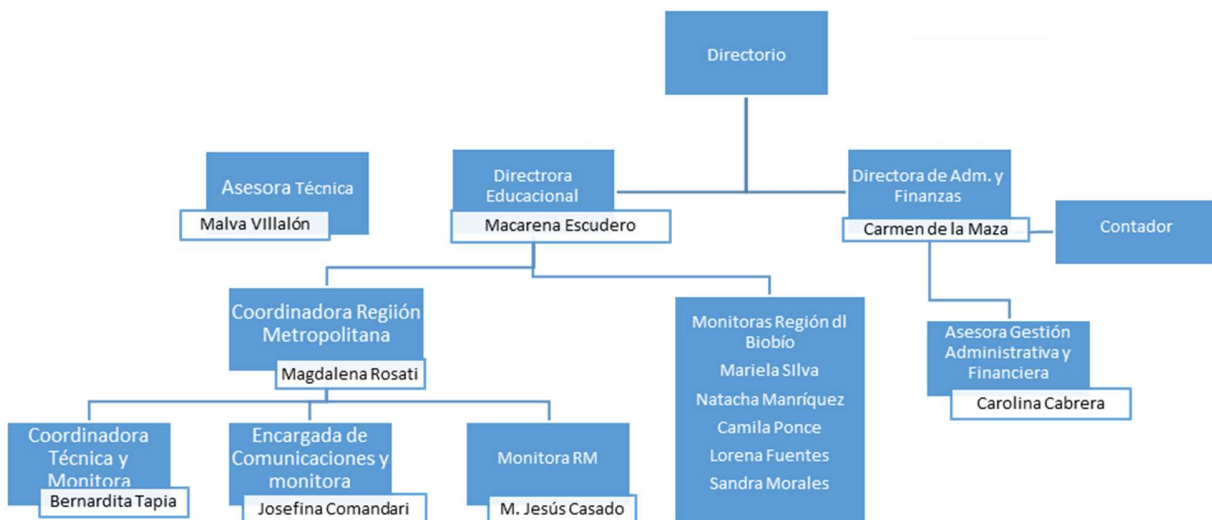 Directorio
Asesora Técnica
Malva VIllalón
Directrora
Educacional
Macarena Escudero
Directora de Adm. y
Finanzas
Carmen de la Maza
Contador
Coordinadora Regiión
Metropolitana
Magdalena Rosati
Monitoras Región dl
Biobío
Mariela SIlva
Natacha Manríquez
Camila Ponce
Lorena Fuentes
Sandra Morales
Asesora Gestión
Administrativa y
Financiera
Carolina Cabrera
Coordinadora
Técnica y
Monitora
Bernardita Tapia
Encargada de
Comunicaciones y
monitora
Josefina Comandari
Monitora RM
M. Jesús Casado